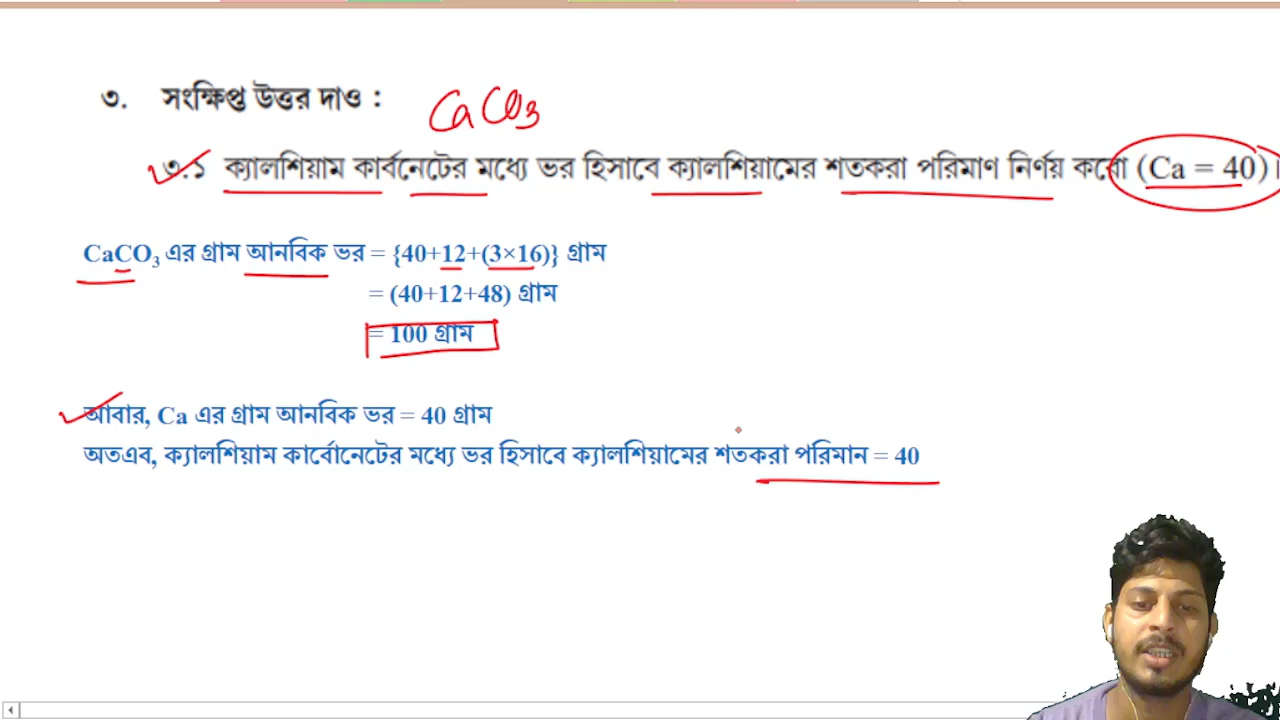 ৩. সংক্ষিপ্ত উত্তর দাও :
CaCO3
৩.১ ক্যালশিয়াম কার্বনেটের মধ্যে ভর হিসাবে ক্যালশিয়ামের শতকরা পরিমাণ নির্ণয় করো (Ca = 40)।
CaCO₃ এর গ্রাম আনবিক ভর = {40+12+(3×16)} গ্রাম
= (40+12+48) গ্রাম
= 100 গ্রাম
আবার, Ca এর গ্রাম আনবিক ভর = 40 গ্রাম
অতএব, ক্যালশিয়াম কার্বোনেটের মধ্যে ভর হিসাবে ক্যালশিয়ামের শতকরা পরিমান = 40